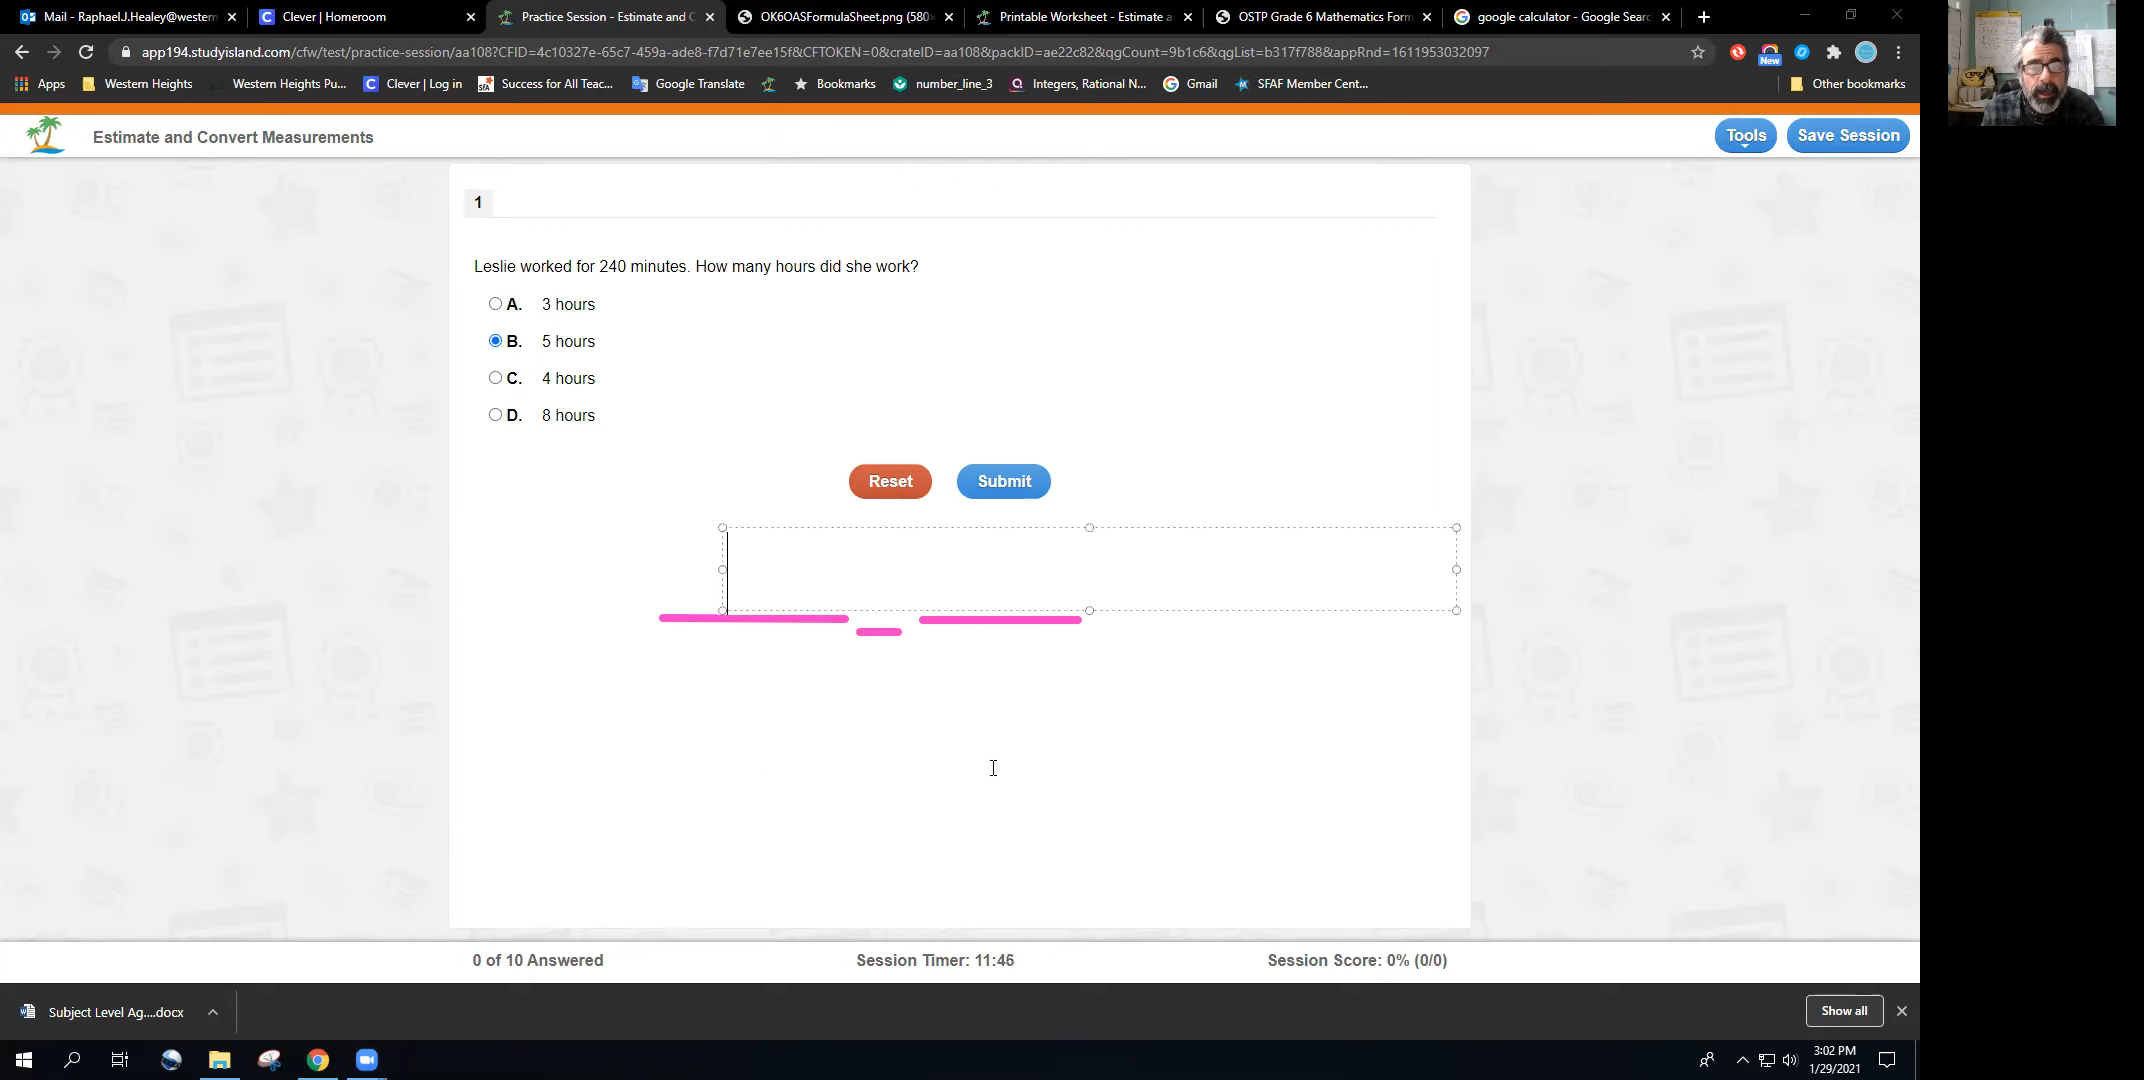 Mail - Raphael.J.Healey@western
Clever | Homeroom
Practice Session - Estimate and C
OK6OASFormulaSheet.png (580×
Printable Worksheet - Estimate a
OSTP Grade 6 Mathematics Form
google calculator - Google Searc
app194.studyisland.com/cfw/test/practice-session/aa108?CFID=4c10327e-65c7-459a-ade8-f7d71e7ee15f&CFTOKEN=0&crateID=aa108&packID=ae22c82&qgCount=9b1c6&qgList=b317f788&appRnd=1611953032097
New
Apps
Western Heights
Western Heights Pu...
Clever | Log in
Success for All Teac...
Google Translate
Bookmarks
number_line_3
Integers, Rational N...
Gmail
SFAF Member Cent...
Other bookmarks
Estimate and Convert Measurements
Tools
Save Session
1
Leslie worked for 240 minutes. How many hours did she work?
A. 3 hours
B. 5 hours
C. 4 hours
D. 8 hours
Reset
Submit
0 of 10 Answered
Session Timer: 11:46
Session Score: 0% (0/0)
Subject Level Ag....docx
Show all
3:02 PM
1/29/2021